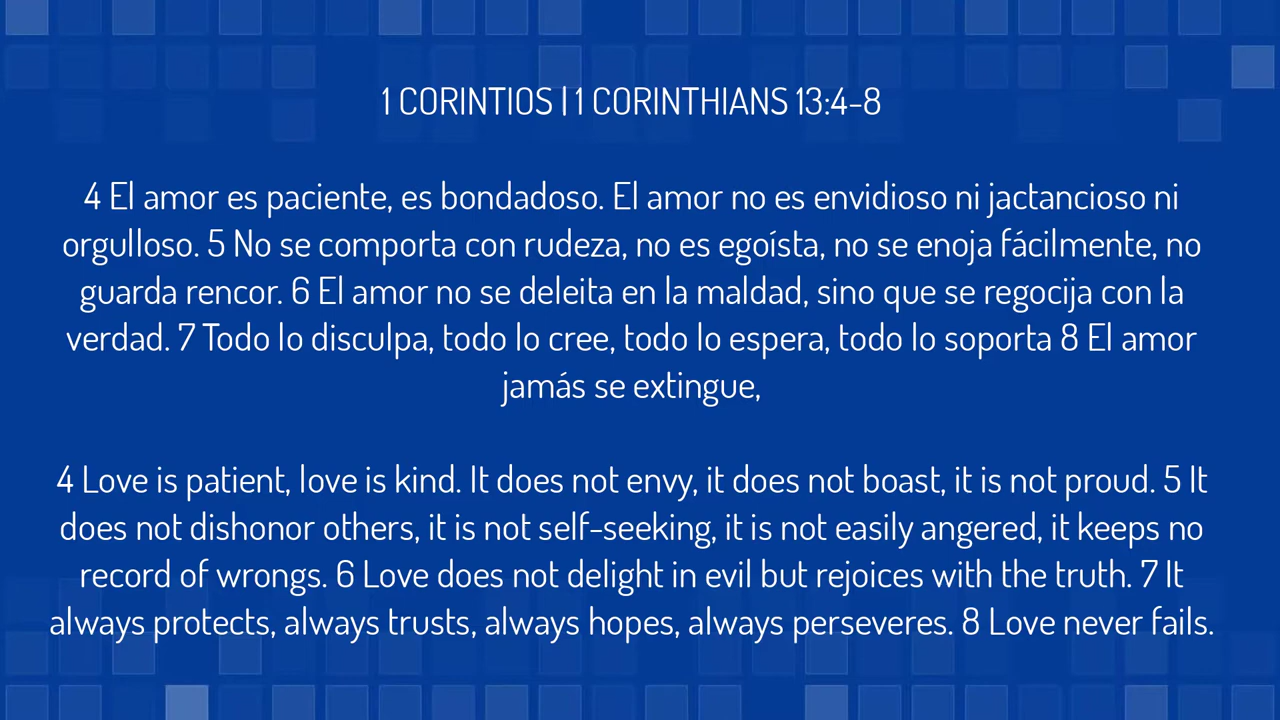 1 CORINTIOS | 1 CORINTHIANS 13:4-8
4 El amor es paciente, es bondadoso. El amor no es envidioso ni jactancioso ni
orgulloso. 5 No se comporta con rudeza, no es egoísta, no se enoja fácilmente, no
guarda rencor. 6 El amor no se deleita en la maldad, sino que se regocija con la
verdad. 7 Todo lo disculpa, todo lo cree, todo lo espera, todo lo soporta 8 El amor
jamás se extingue,
4 Love is patient, love is kind. It does not envy, it does not boast, it is not proud. 5 It
does not dishonor others, it is not self-seeking, it is not easily angered, it keeps no
record of wrongs. 6 Love does not delight in evil but rejoices with the truth. 7 It
always protects, always trusts, always hopes, always perseveres. 8 Love never fails.